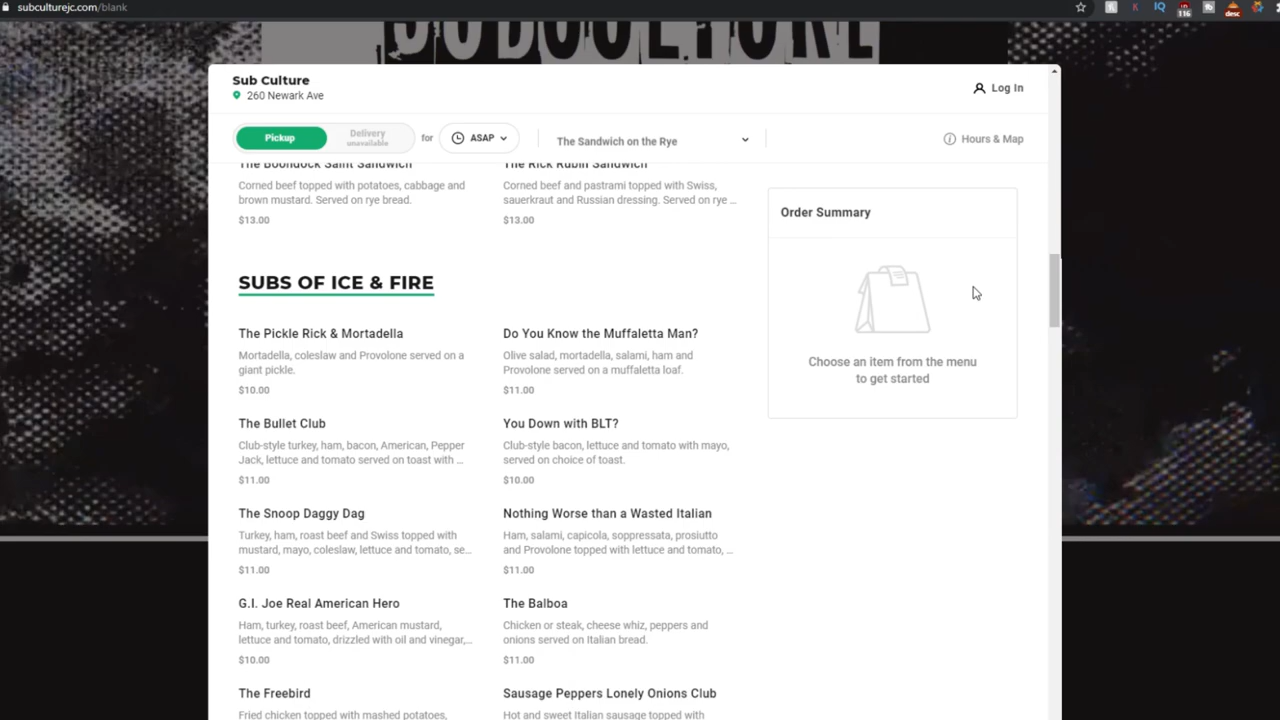 subculturejc.com/blank
SUBCULTURE
Sub Culture
260 Newark Ave
Log In
Pickup
Delivery
unavailable
for
ASAP
The Sandwich on the Rye
Hours & Map
The Boondock Saint Sandwich
Corned beef topped with potatoes, cabbage and
brown mustard. Served on rye bread.
$13.00
The Rick Rubin Sandwich
Corned beef and pastrami topped with Swiss,
sauerkraut and Russian dressing. Served on rye ...
$13.00
Order Summary
Choose an item from the menu
to get started
SUBS OF ICE & FIRE
The Pickle Rick & Mortadella
Mortadella, coleslaw and Provolone served on a
giant pickle.
$10.00
Do You Know the Muffaletta Man?
Olive salad, mortadella, salami, ham and
Provolone served on a muffaletta loaf.
$11.00
The Bullet Club
Club-style turkey, ham, bacon, American, Pepper
Jack, lettuce and tomato served on toast with ...
$11.00
You Down with BLT?
Club-style bacon, lettuce and tomato with mayo,
served on choice of toast.
$10.00
The Snoop Daggy Dag
Turkey, ham, roast beef and Swiss topped with
mustard, mayo, coleslaw, lettuce and tomato, se...
$11.00
Nothing Worse than a Wasted Italian
Ham, salami, capicola, soppressata, prosiutto
and Provolone topped with lettuce and tomato, ...
$11.00
G.I. Joe Real American Hero
Ham, turkey, roast beef, American mustard,
lettuce and tomato, drizzled with oil and vinegar,...
$10.00
The Balboa
Chicken or steak, cheese whiz, peppers and
onions served on Italian bread.
$11.00
The Freebird
Fried chicken topped with mashed potatoes,
Sausage Peppers Lonely Onions Club
Hot and sweet Italian sausage topped with